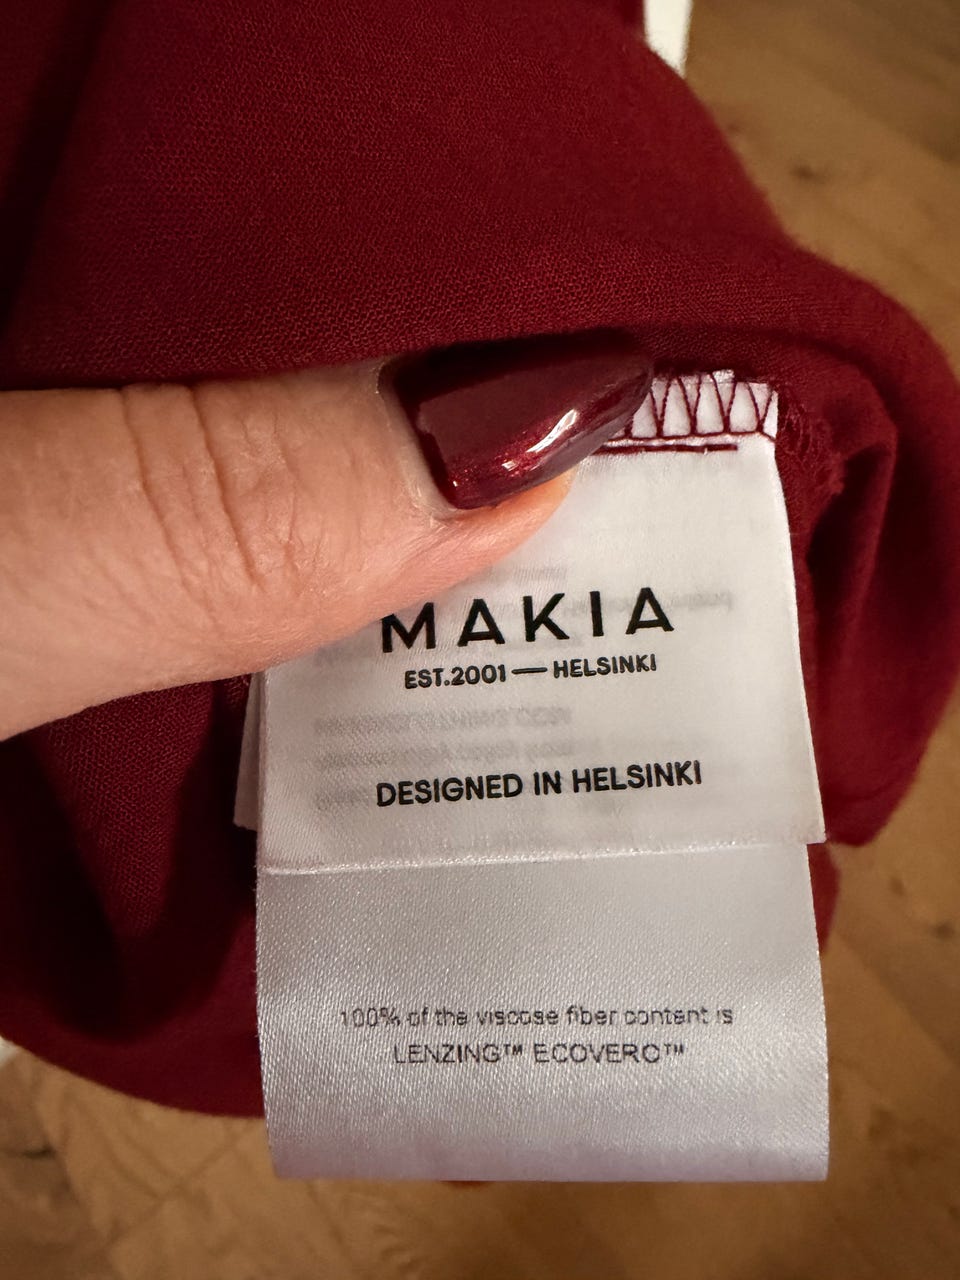 MAKIA
EST.2001 — HELSINKI
DESIGNED IN HELSINKI
100% of the viscose fiber content is
LENZING™ ECOVERO™